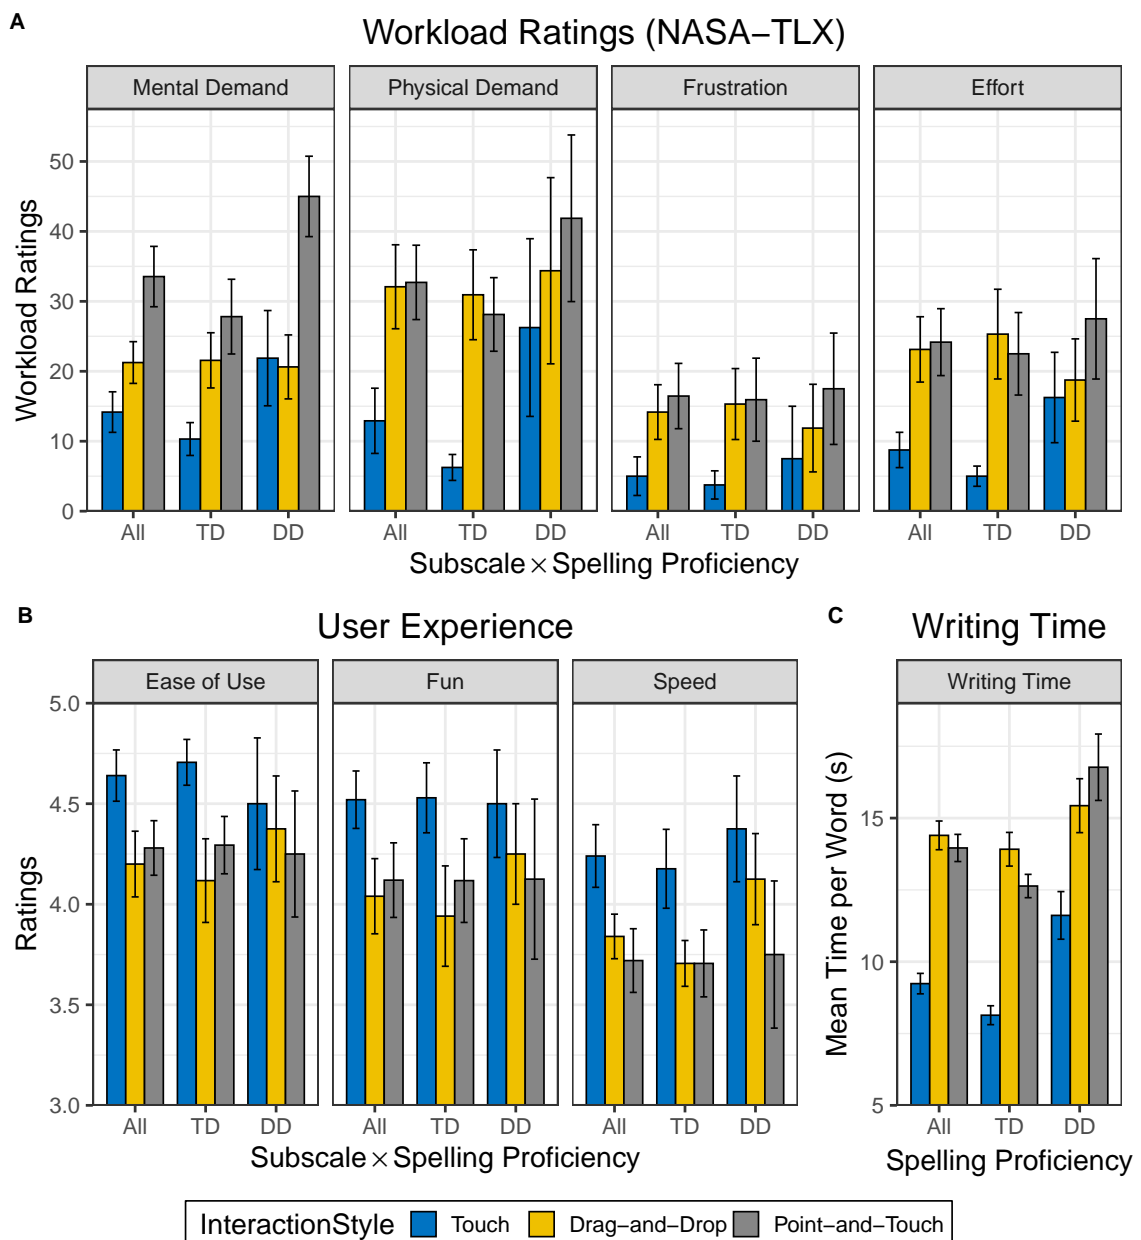 A
Workload Ratings (NASA−TLX)
Mental Demand Physical Demand Frustration Effort
Workload Ratings
50
40
30
20
10
0
All TD DD All TD DD All TD DD All TD DD
Subscale × Spelling Proficiency
B
User Experience
Ease of Use Fun Speed
Ratings
5.0
4.5
4.0
3.5
3.0
All TD DD All TD DD All TD DD
Subscale × Spelling Proficiency
C
Writing Time
Writing Time
Mean Time per Word (s)
15
10
5
All TD DD
Spelling Proficiency
InteractionStyle Touch Drag−and−Drop Point−and−Touch